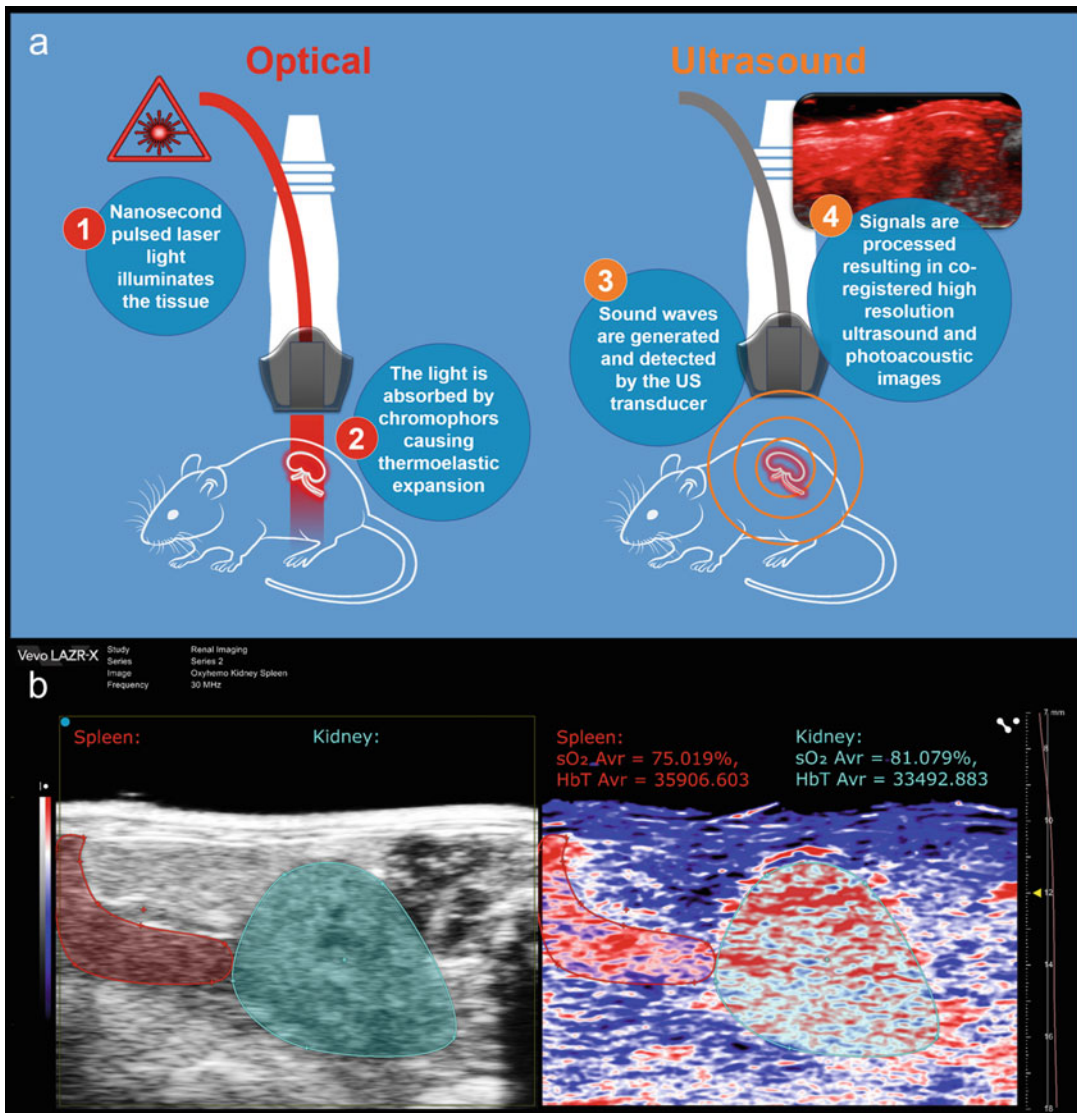 a
Optical
Ultrasound
1
Nanosecond
pulsed laser
light
illuminates
the tissue
2
The light is
absorbed by
chromophors
causing
thermoelastic
expansion
3
Sound waves
are generated
and detected
by the US
transducer
4
Signals are
processed
resulting in co-
registered high
resolution
ultrasound and
photoacoustic
images
Vevo LAZR-X
Study Renal Imaging
Series Series 2
Image Oxyhemo Kidney Spleen
Frequency 30 MHz
b
Spleen:
Kidney:
Spleen:
sO₂ Avr = 75.019%,
HbT Avr = 35906.603
Kidney:
sO₂ Avr = 81.079%,
HbT Avr = 33492.883
7 mm
8
10
12
14
16
18